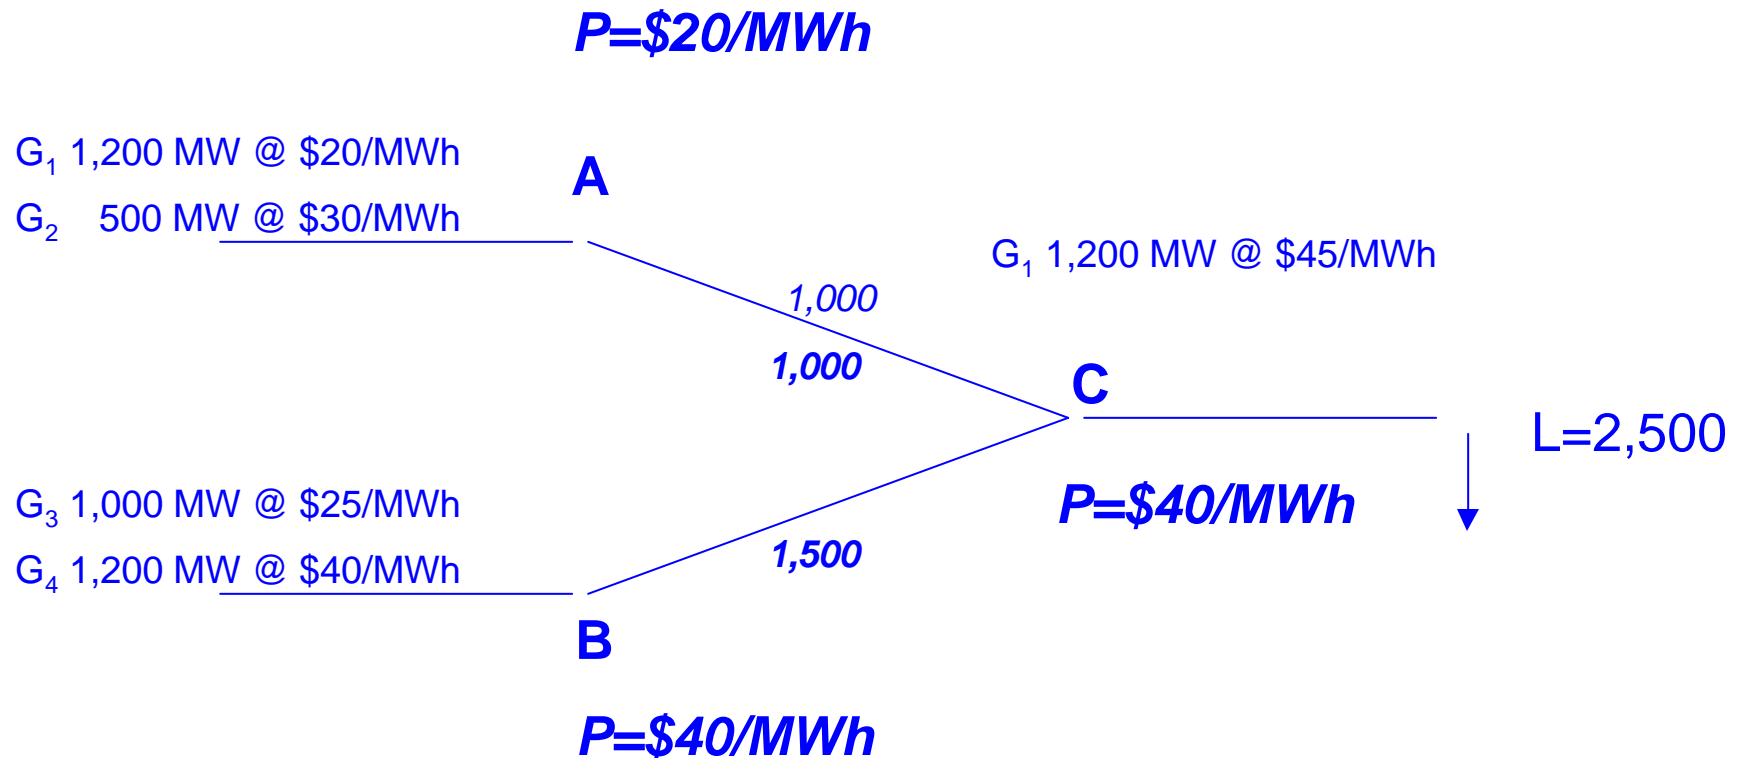 P=$20/MWh
G1 1,200 MW @ $20/MWh
A
G2 500 MW @ $30/MWh
G1 1,200 MW @ $45/MWh
1,000
1,000
C
L=2,500
G3 1,000 MW @ $25/MWh
P=$40/MWh
1,500
G4 1,200 MW @ $40/MWh
B
P=$40/MWh